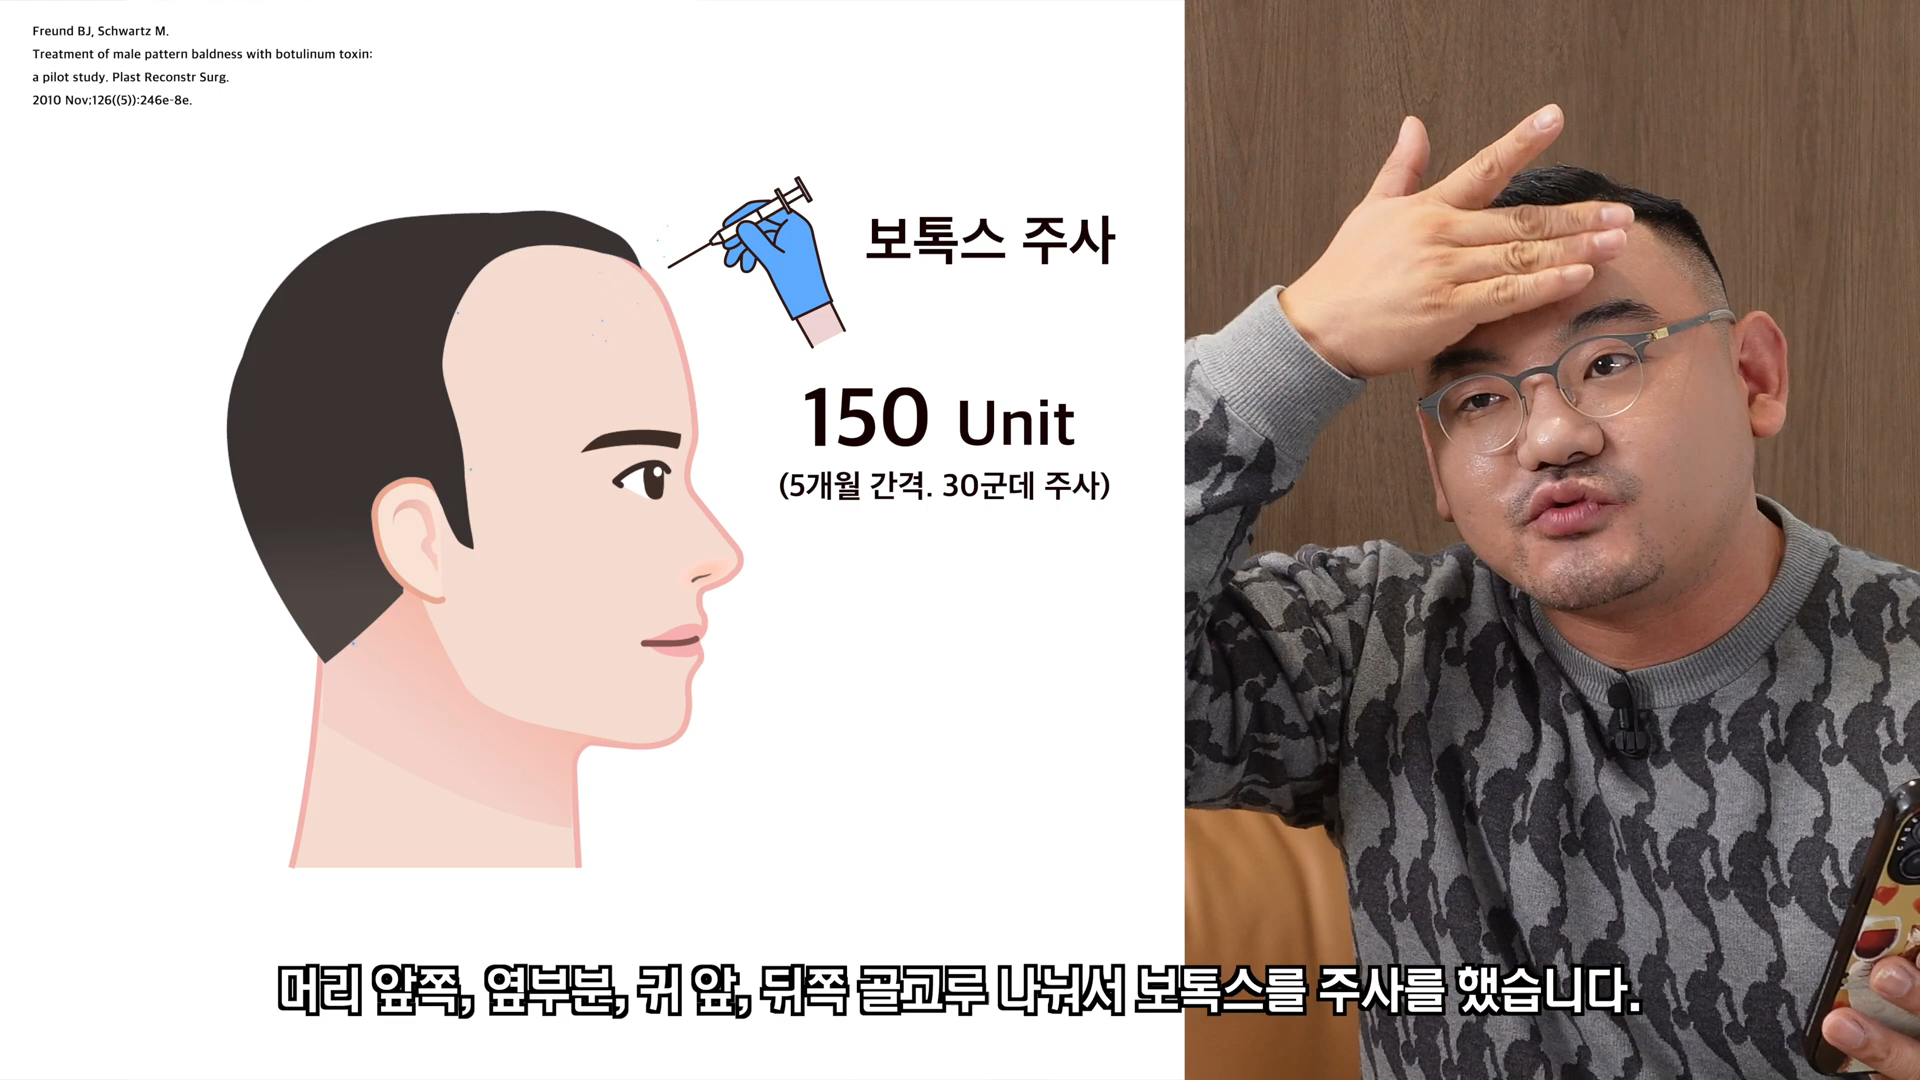 Freund BJ, Schwartz M.
Treatment of male pattern baldness with botulinum toxin:
a pilot study. Plast Reconstr Surg.
2010 Nov;126((5)):246e-8e.
보톡스 주사
150 Unit
(5개월 간격. 30군데 주사)
머리 앞쪽, 옆부분, 귀 앞, 뒤쪽 골고루 나눠서 보톡스를 주사를 했습니다.